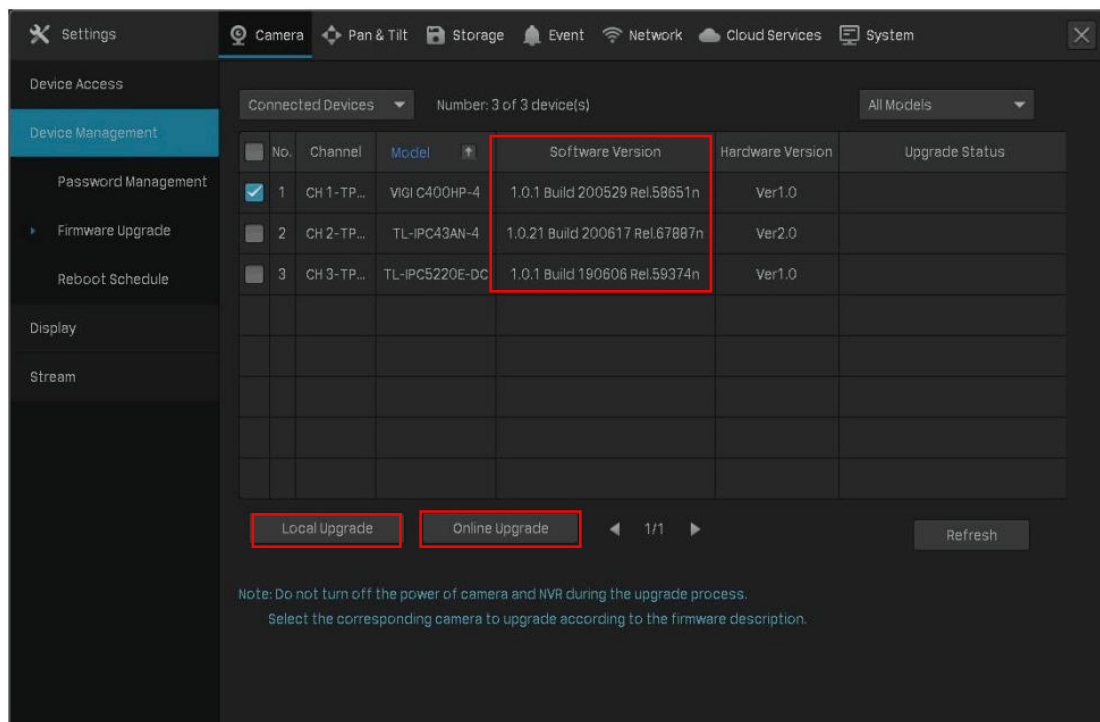 Settings
Camera Pan & Tilt Storage Event Network Cloud Services System
Device Access
Device Management
Password Management
Firmware Upgrade
Reboot Schedule
Display
Stream
Connected Devices Number: 3 of 3 device(s) All Models
No. Channel Model Software Version Hardware Version Upgrade Status
1 CH 1-TP... VIGI C400HP-4 1.0.1 Build 200529 Rel.58651n Ver1.0
2 CH 2-TP... TL-IPC43AN-4 1.0.21 Build 200617 Rel.67887n Ver2.0
3 CH 3-TP... TL-IPC5220E-DC 1.0.1 Build 190606 Rel.59374n Ver1.0
Local Upgrade Online Upgrade 1/1 Refresh
Note: Do not turn off the power of camera and NVR during the upgrade process.
Select the corresponding camera to upgrade according to the firmware description.